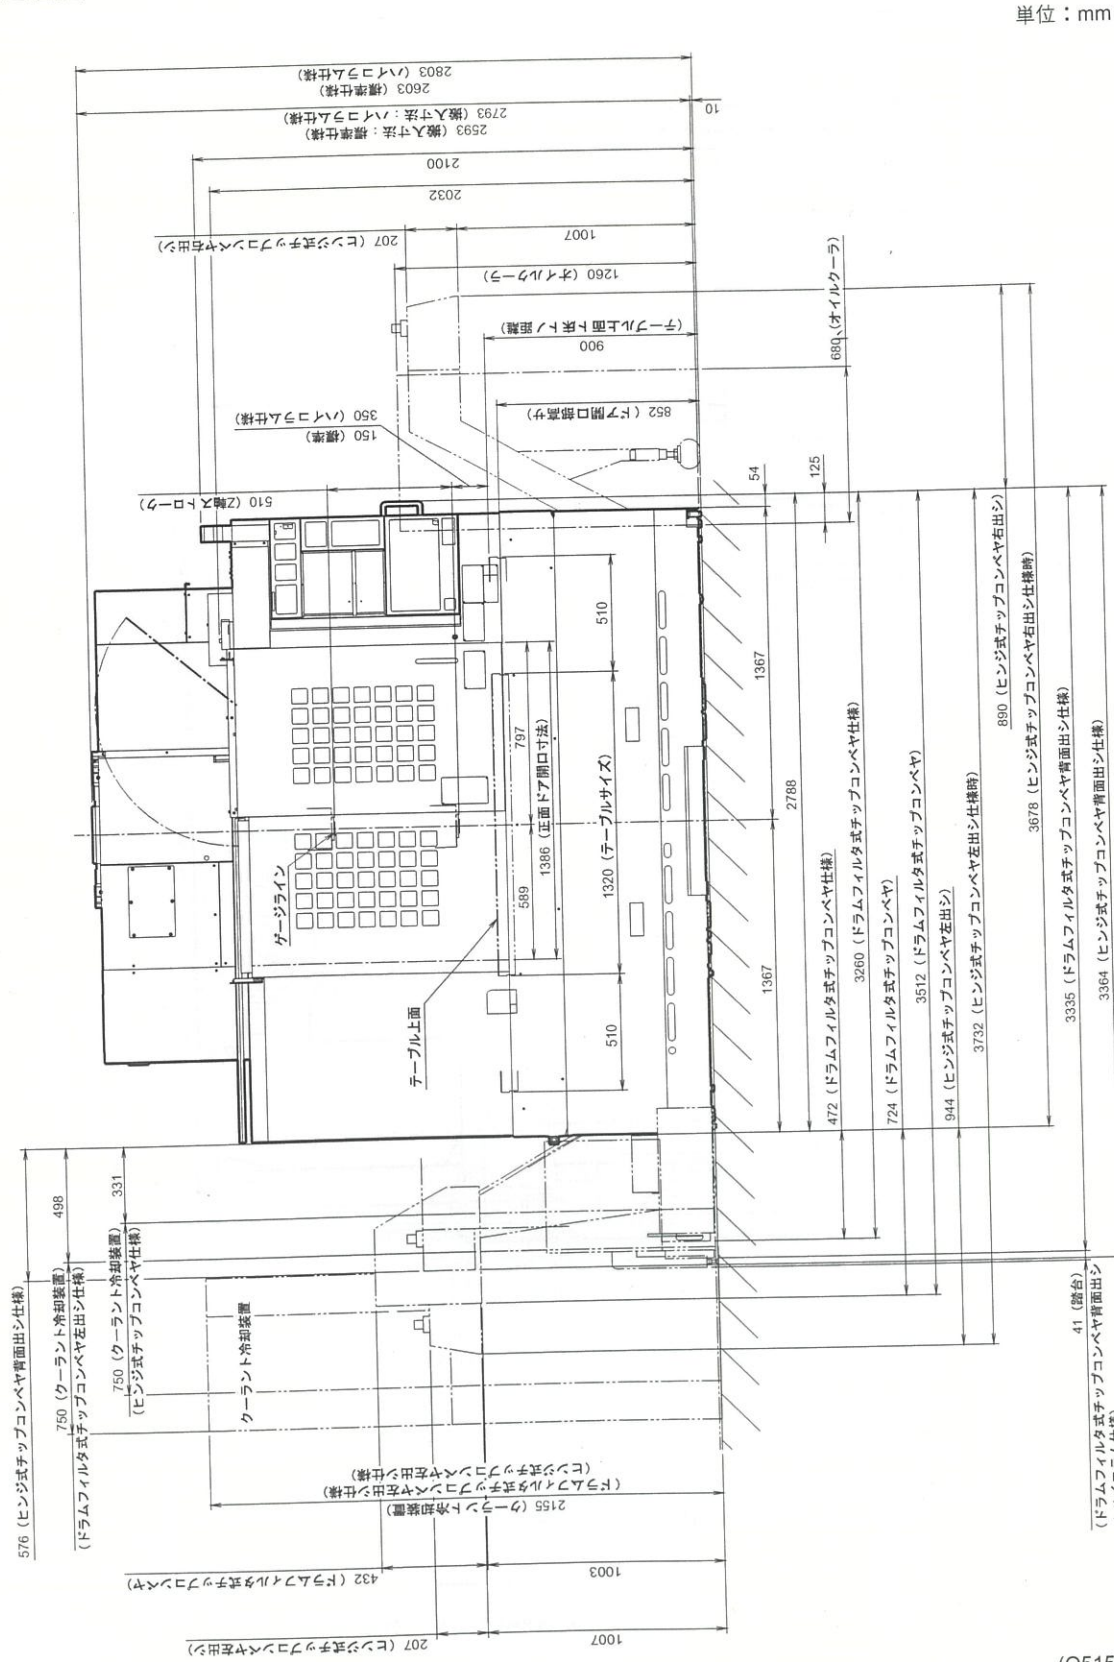 単位：mm
2803 (ハイコラム仕様)
2603 (標準仕様)
2793 (搬入寸法：ハイコラム仕様)
2593 (搬入寸法：標準仕様)
10
2100
2032
207 (ヒンジ式チップコンベヤ右出シ)
1007
1260 (オイルクーラ)
680 (オイルクーラ)
(テーブル上面ト床トノ距離)
900
350 (ハイコラム仕様)
150 (標準)
852 (ドア開口部高サ)
510 (Z軸ストローク)
54
125
510
1367
797
1386 (正面ドア開口寸法)
1320 (テーブルサイズ)
589
2788
ゲージライン
テーブル上面
510
1367
890 (ヒンジ式チップコンベヤ右出シ)
3678 (ヒンジ式チップコンベヤ右出シ仕様時)
3335 (ドラムフィルタ式チップコンベヤ背面出シ仕様)
3364 (ヒンジ式チップコンベヤ背面出シ仕様)
472 (ドラムフィルタ式チップコンベヤ仕様)
3260 (ドラムフィルタ式チップコンベヤ仕様)
724 (ドラムフィルタ式チップコンベヤ)
3512 (ドラムフィルタ式チップコンベヤ)
944 (ヒンジ式チップコンベヤ左出シ)
3732 (ヒンジ式チップコンベヤ左出シ仕様時)
576 (ヒンジ式チップコンベヤ背面出シ仕様)
498
750 (クーラント冷却装置)
(ドラムフィルタ式チップコンベヤ左出シ仕様)
331
750 (クーラント冷却装置)
(ヒンジ式チップコンベヤ仕様)
クーラント冷却装置
41 (踏台)
(ドラムフィルタ式チップコンベヤ背面出シ
2155 (クーラント冷却装置)
(ドラムフィルタ式チップコンベヤ左出シ仕様)
(ヒンジ式チップコンベヤ左出シ仕様)
432 (ドラムフィルタ式チップコンベヤ)
1003
207 (ヒンジ式チップコンベヤ左出シ)
1007